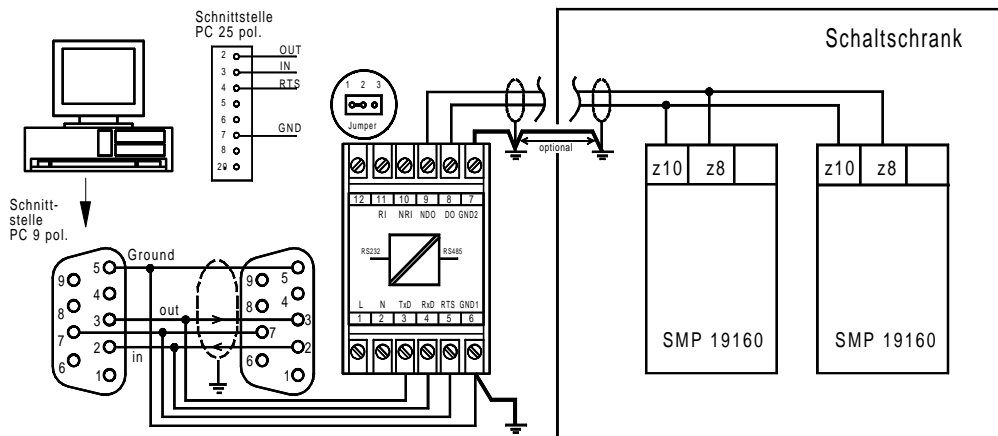 Schnittstelle
PC 25 pol.
2 OUT
3 IN
4 RTS
5
6
7 GND
8
20
1 2 3
Jumper
Schaltschrank
optional
z10 z8
SMP 19160
z10 z8
SMP 19160
12 11 10 9 8 7
RI NRI NDO DO GND2
RS232 RS485
L N TxD RxD RTS GND1
1 2 3 4 5 6
Schnitt-
stelle
PC 9 pol.
Ground
out
in
5
9
4
8
3
7
2
6
1
5
9
4
8
3
7
2
6
1